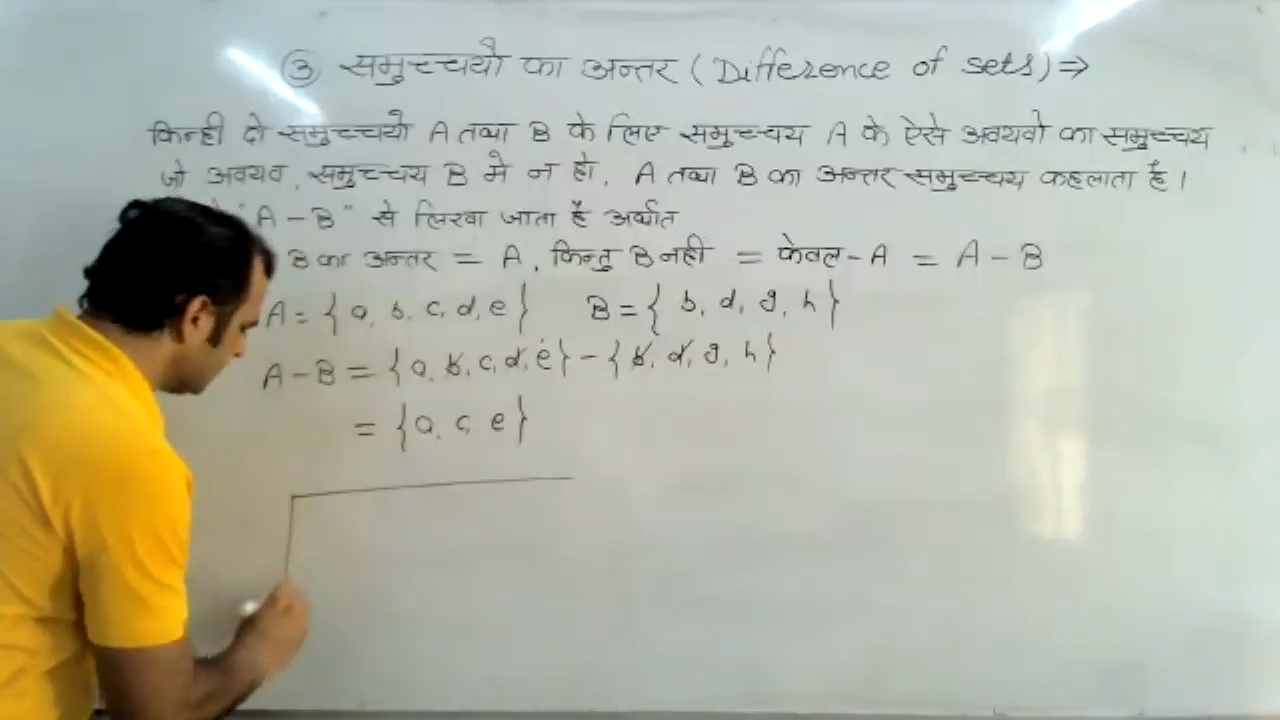 ③ समुच्चयो का अन्तर (Difference of sets) ⇒
किन्ही दो समुच्चयो A तथा B के लिए समुच्चय A के ऐसे अवयवो का समुच्चय
जो अवयव, समुच्चय B मे न हो, A तथा B का अन्तर समुच्चय कहलाता है।
"A - B" से लिखा जाता है अर्थात
B का अन्तर = A, किन्तु B नही = केवल-A = A - B
A = {a, b, c, d, e} B = { b, d, g, h}
A-B = {a, b, c, d, e} - {b, d, g, h}
= {a, c, e}